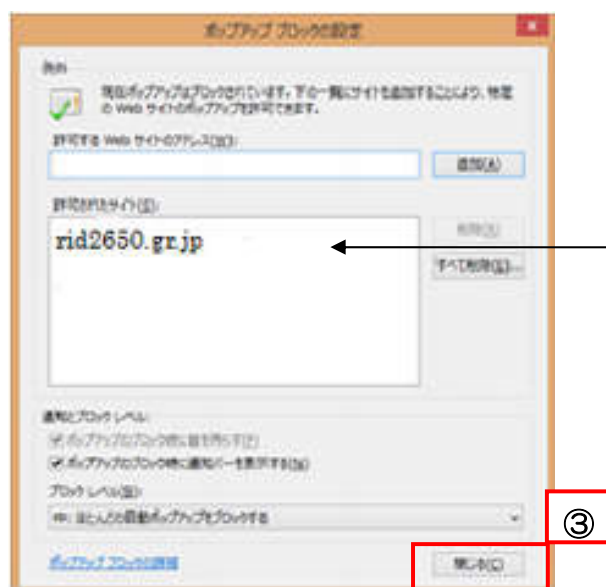 ポップアップ ブロックの設定
例外
現在ポップアップはブロックされています。下の一覧にサイトを追加することにより、特定
の Web サイトのポップアップを許可できます。
許可する Web サイトのアドレス(W):
追加(A)
許可されたサイト(S):
rid2650.gr.jp
削除(R)
すべて削除(E)...
通知とブロック レベル:
ポップアップのブロック時に音を鳴らす(P)
ポップアップのブロック時に通知バーを表示する(N)
ブロック レベル(B):
中: ほとんどの自動ポップアップをブロックする
③
ポップアップ ブロックの詳細
閉じる(C)